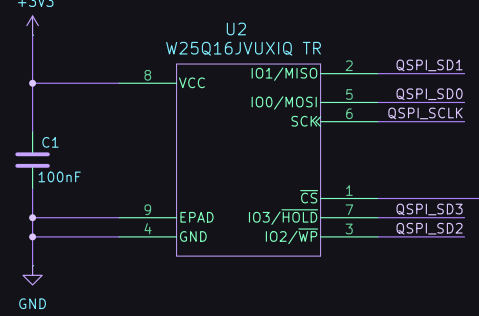 +3V3
U2
W25Q16JVUXIQ TR
8 VCC
IO1/MISO 2 QSPI_SD1
IO0/MOSI 5 QSPI_SD0
SCK 6 QSPI_SCLK
C1
100nF
CS 1
9 EPAD
IO3/HOLD 7 QSPI_SD3
4 GND
IO2/WP 3 QSPI_SD2
GND